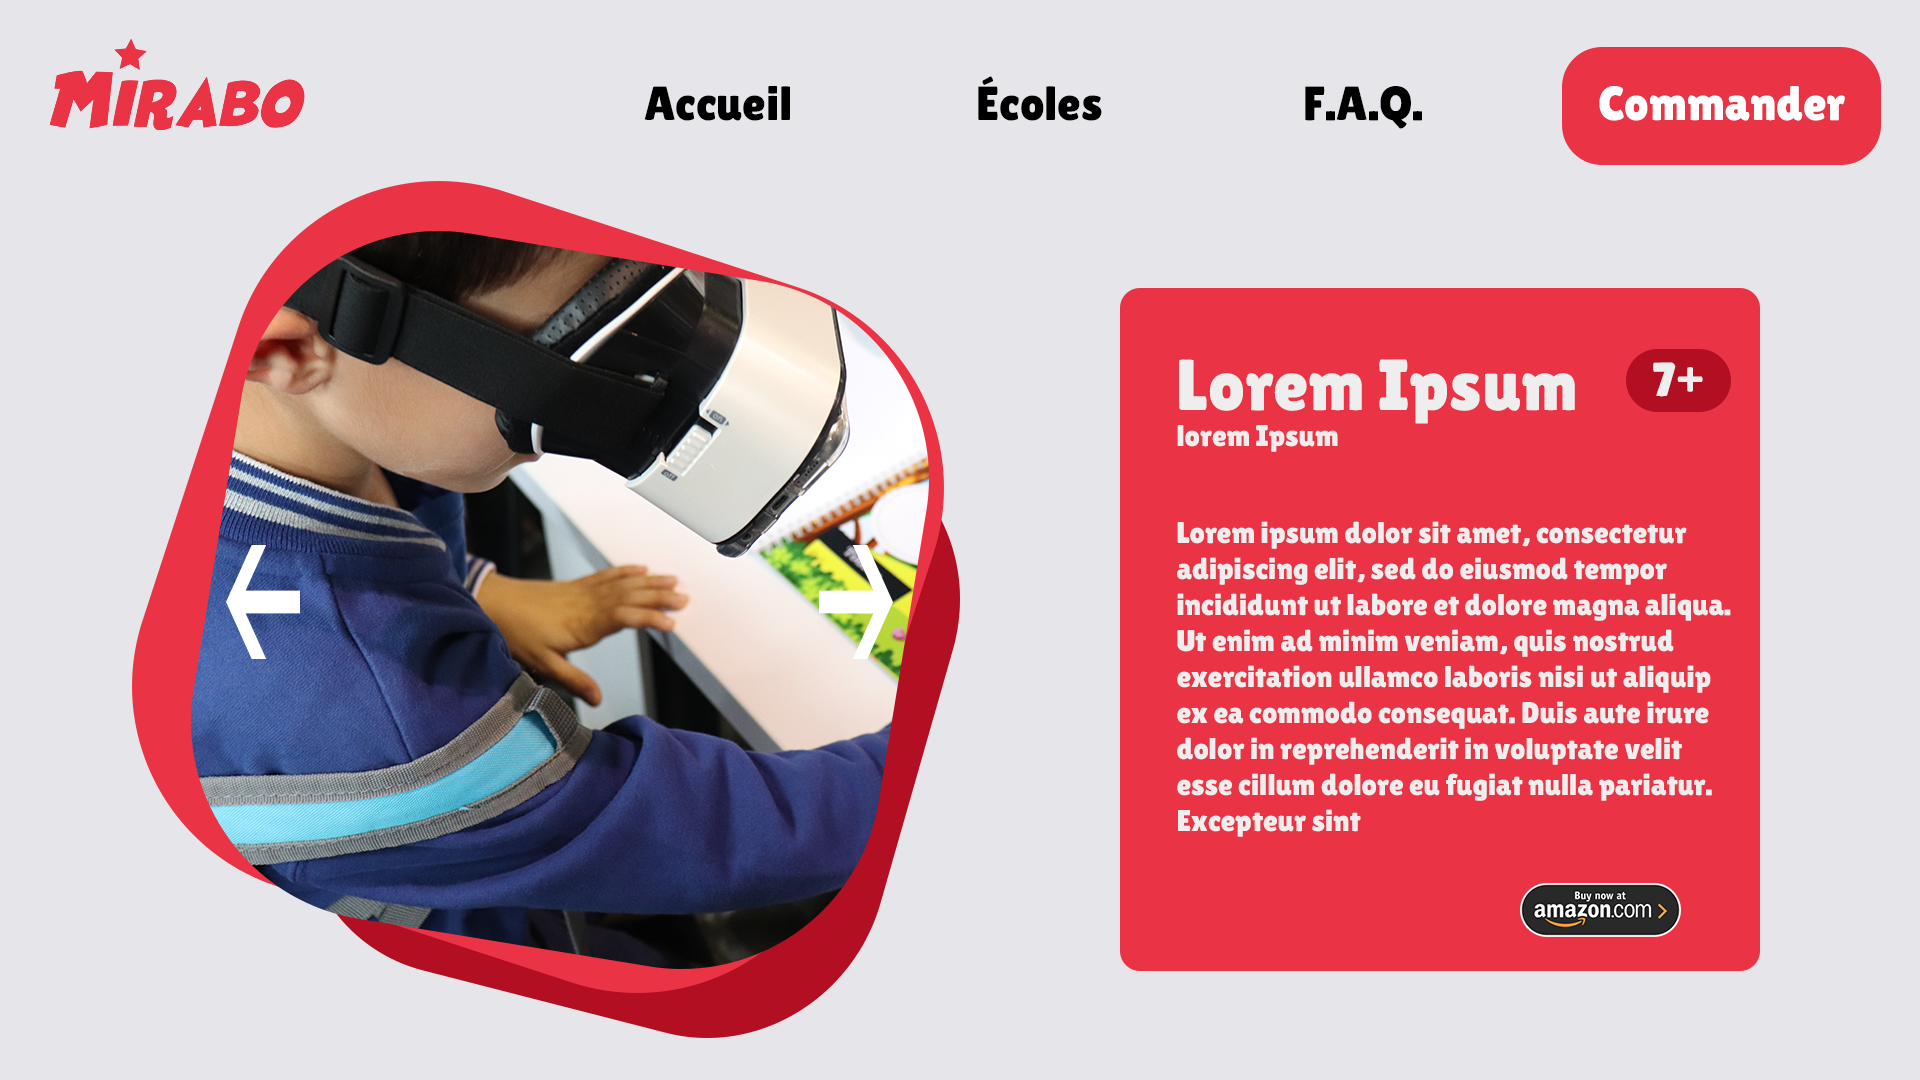 MIRABO
Accueil
Écoles
F.A.Q.
Commander
Lorem Ipsum
7+
lorem Ipsum
Lorem ipsum dolor sit amet, consectetur
adipiscing elit, sed do eiusmod tempor
incididunt ut labore et dolore magna aliqua.
Ut enim ad minim veniam, quis nostrud
exercitation ullamco laboris nisi ut aliquip
ex ea commodo consequat. Duis aute irure
dolor in reprehenderit in voluptate velit
esse cillum dolore eu fugiat nulla pariatur.
Excepteur sint
Buy now at
amazon.com